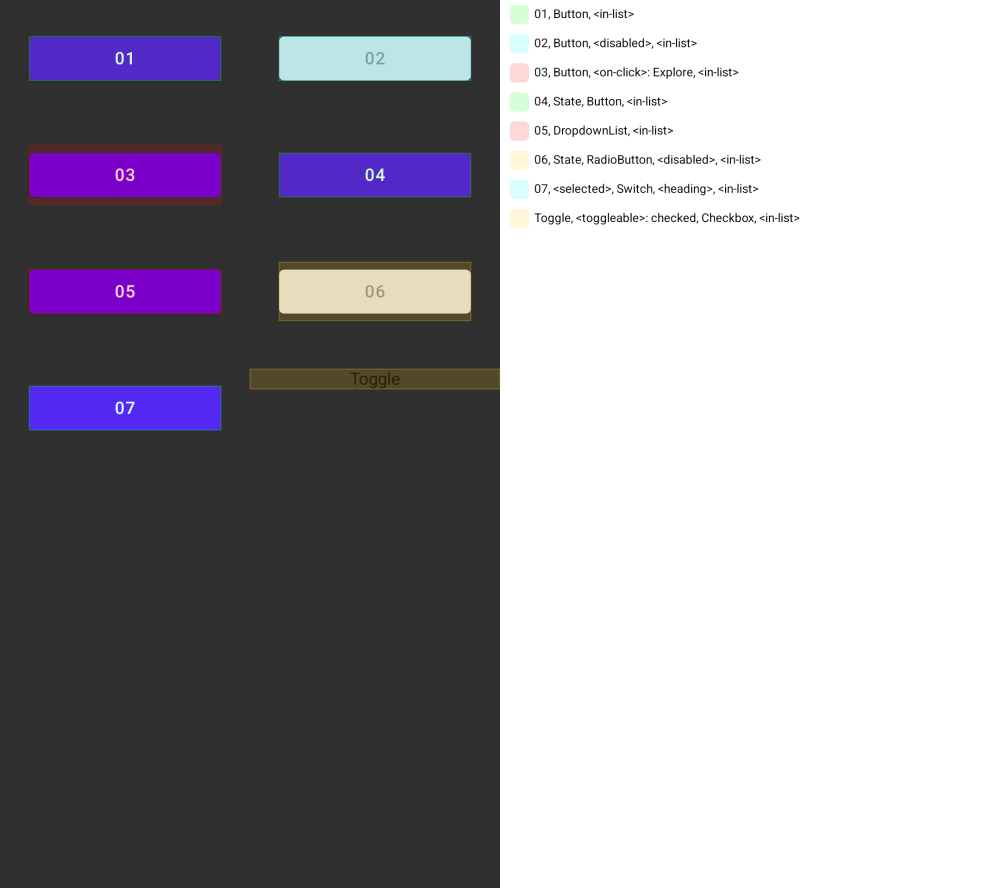 01
02
03
04
05
06
07
Toggle
01, Button, <in-list>
02, Button, <disabled>, <in-list>
03, Button, <on-click>: Explore, <in-list>
04, State, Button, <in-list>
05, DropdownList, <in-list>
06, State, RadioButton, <disabled>, <in-list>
07, <selected>, Switch, <heading>, <in-list>
Toggle, <toggleable>: checked, Checkbox, <in-list>